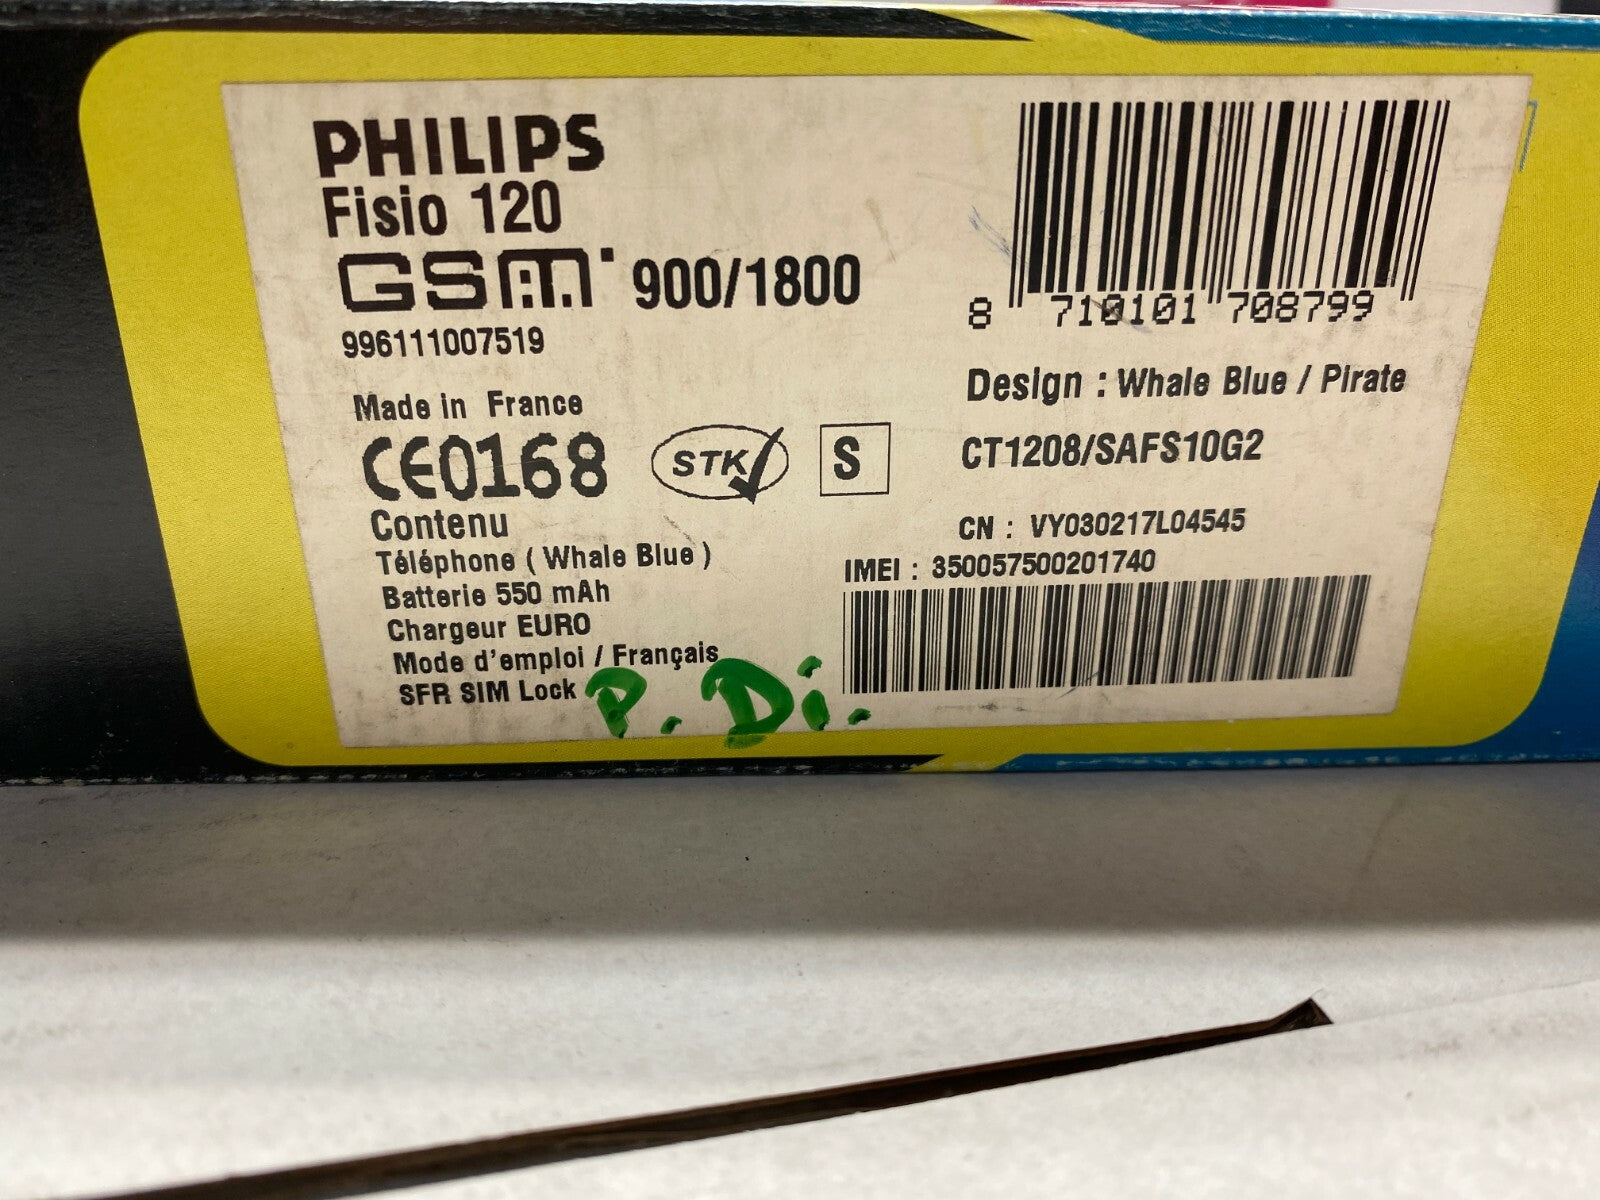 PHILIPS
Fisio 120
GSM 900/1800
996111007519
Made in France
CE0168
STK
S
Contenu
Téléphone ( Whale Blue )
Batterie 550 mAh
Chargeur EURO
Mode d'emploi / Français
SFR SIM Lock
P. Di.
8 710101 708799
Design : Whale Blue / Pirate
CT1208/SAFS10G2
CN : VY030217L04545
IMEI : 350057500201740